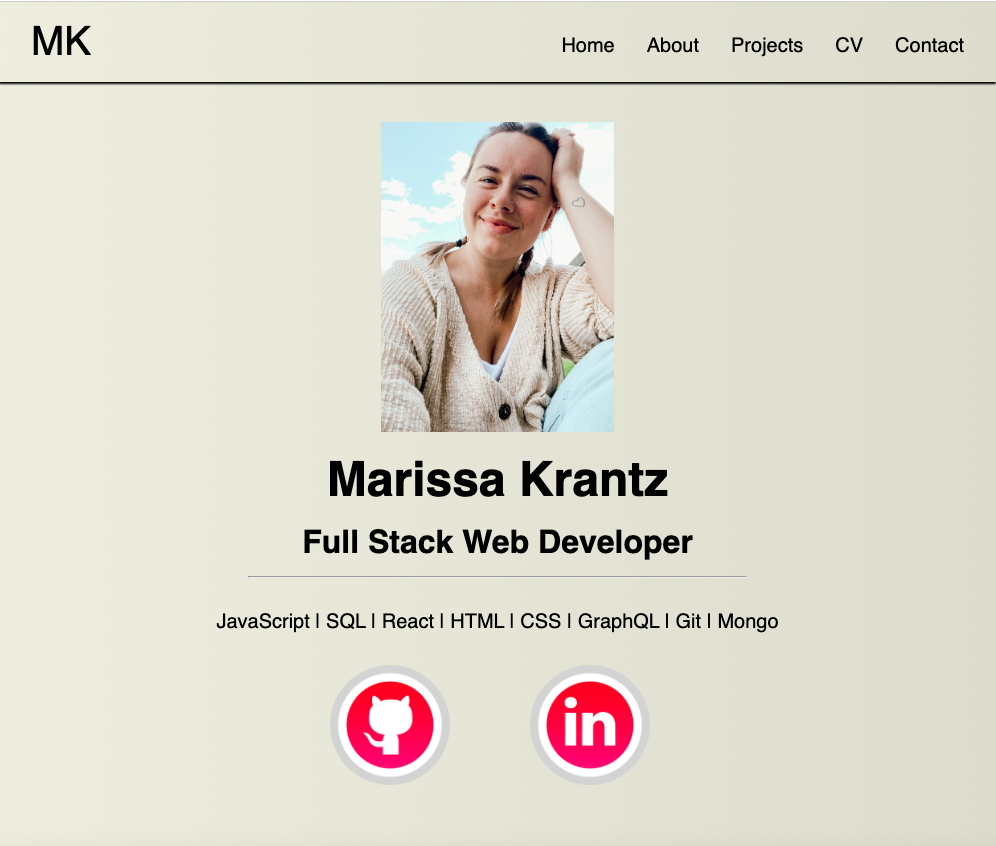 MK
Home About Projects CV Contact
Marissa Krantz
Full Stack Web Developer
JavaScript | SQL | React | HTML | CSS | GraphQL | Git | Mongo
in